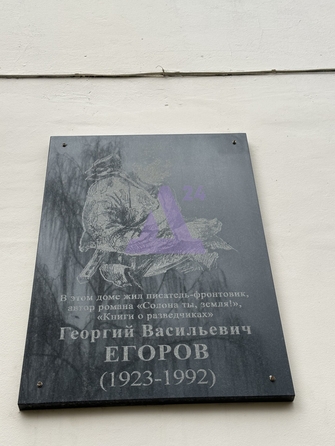 В этом доме жил писатель-фронтовик,
автор романа «Солона ты, земля!»,
«Книги о разведчиках»
Георгий Васильевич
ЕГОРОВ
(1923-1992)